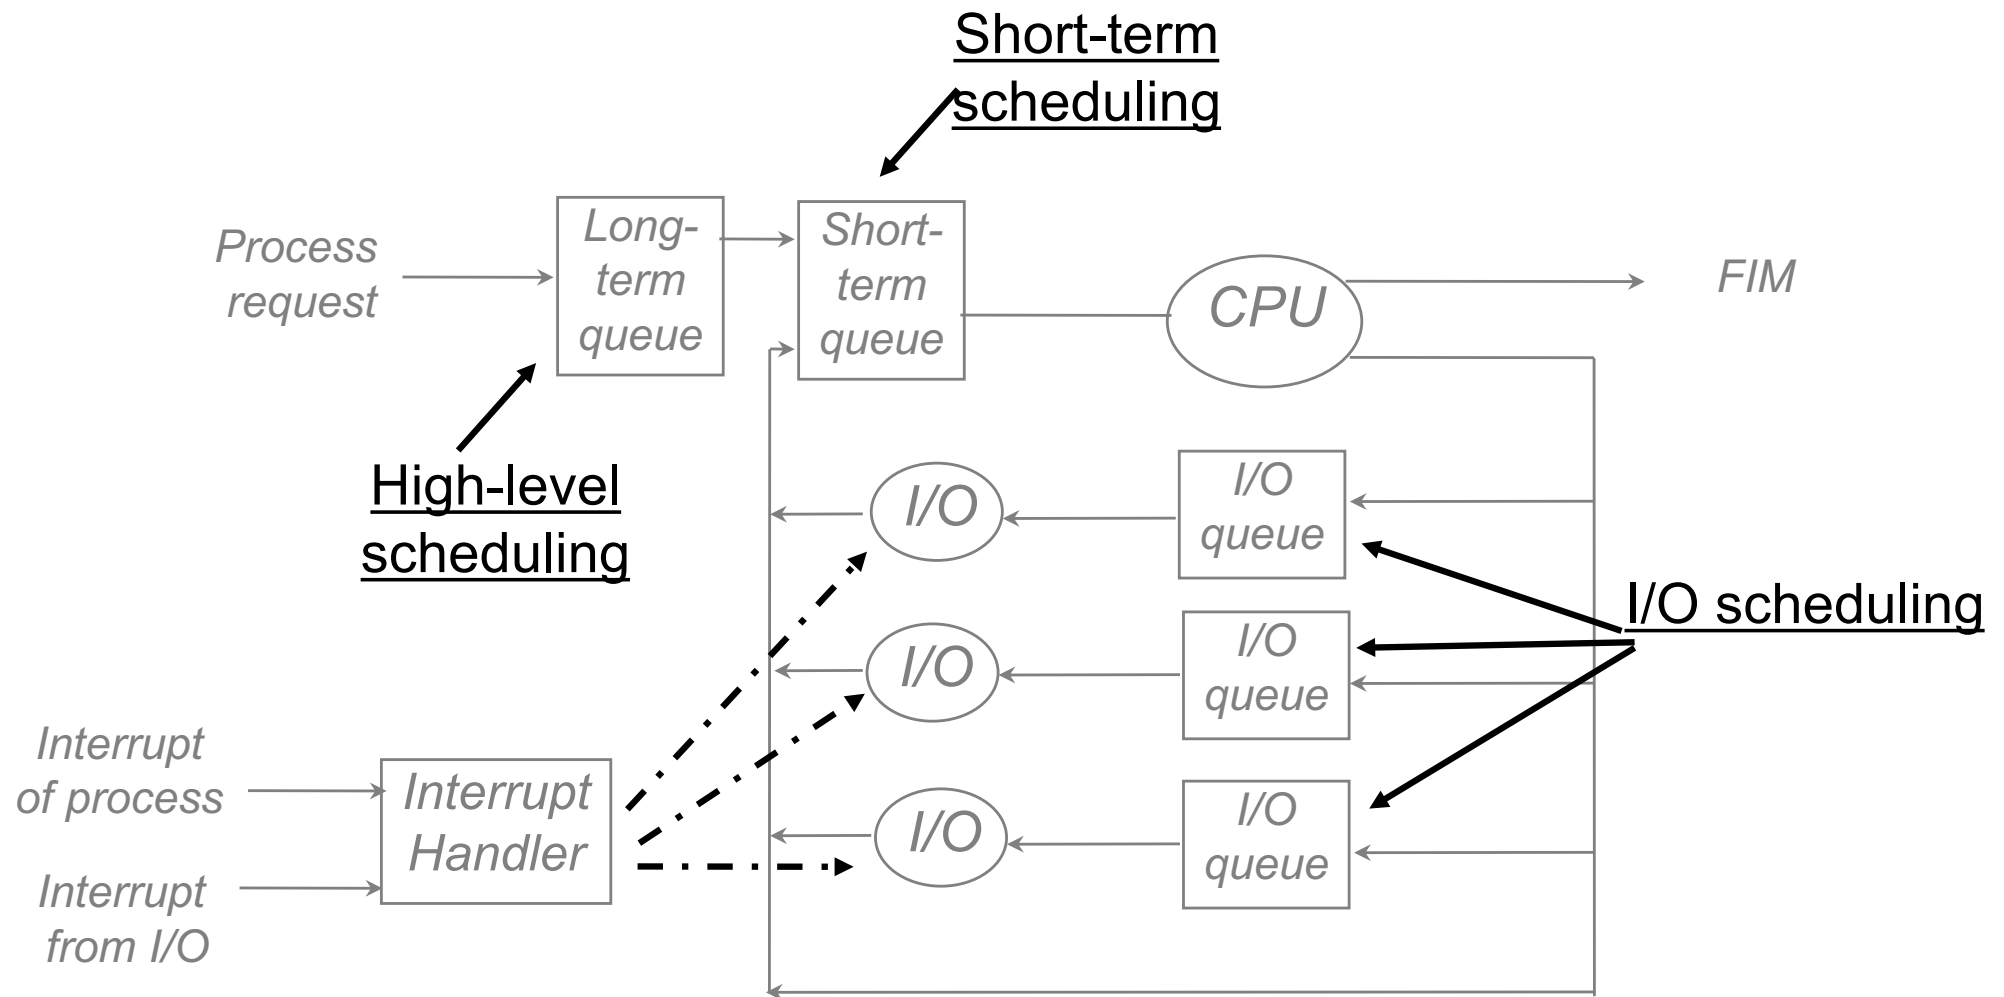 Short-term
scheduling
Process
request
Long-
term
queue
Short-
term
queue
CPU
FIM
High-level
scheduling
I/O
I/O
queue
I/O scheduling
I/O
I/O
queue
Interrupt
of process
Interrupt
Handler
I/O
I/O
queue
Interrupt
from I/O